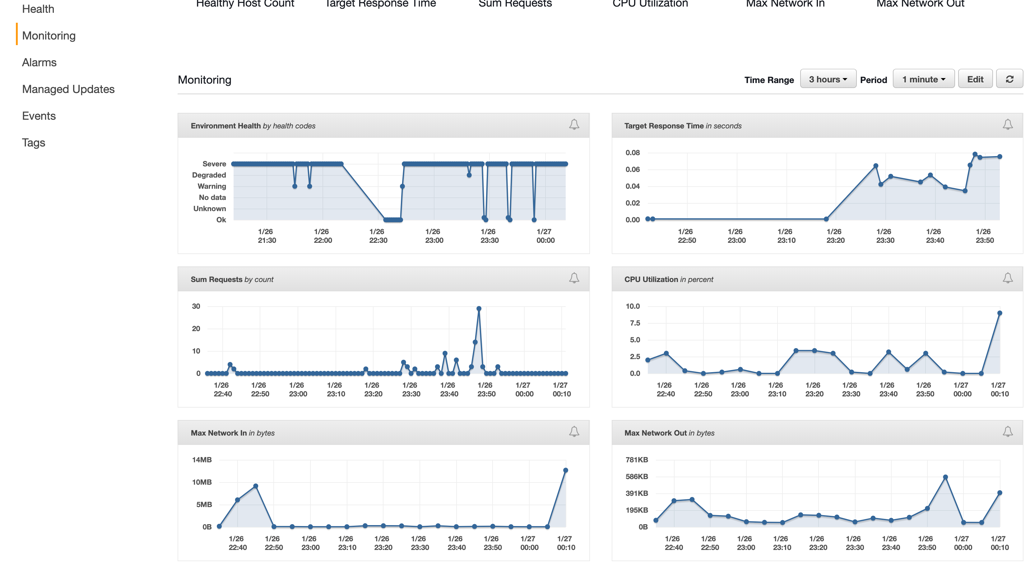 Health
Healthy Host Count Target Response Time Sum Requests CPU Utilization Max Network In Max Network Out
Monitoring
Alarms
Managed Updates
Events
Tags
Monitoring
Time Range 3 hours Period 1 minute Edit
Environment Health by health codes
Severe
Degraded
Warning
No data
Unknown
Ok
1/26 1/26 1/26 1/26 1/26 1/27
21:30 22:00 22:30 23:00 23:30 00:00
Target Response Time in seconds
0.08
0.06
0.04
0.02
0.00
1/26 1/26 1/26 1/26 1/26 1/26 1/26
22:50 23:00 23:10 23:20 23:30 23:40 23:50
Sum Requests by count
30
20
10
0
1/26 1/26 1/26 1/26 1/26 1/26 1/26 1/26 1/27 1/27
22:40 22:50 23:00 23:10 23:20 23:30 23:40 23:50 00:00 00:10
CPU Utilization in percent
10.0
7.5
5.0
2.5
0.0
1/26 1/26 1/26 1/26 1/26 1/26 1/26 1/26 1/27 1/27
22:40 22:50 23:00 23:10 23:20 23:30 23:40 23:50 00:00 00:10
Max Network In in bytes
14MB
10MB
5MB
0B
1/26 1/26 1/26 1/26 1/26 1/26 1/26 1/26 1/27 1/27
22:40 22:50 23:00 23:10 23:20 23:30 23:40 23:50 00:00 00:10
Max Network Out in bytes
781KB
586KB
391KB
195KB
0B
1/26 1/26 1/26 1/26 1/26 1/26 1/26 1/26 1/27 1/27
22:40 22:50 23:00 23:10 23:20 23:30 23:40 23:50 00:00 00:10